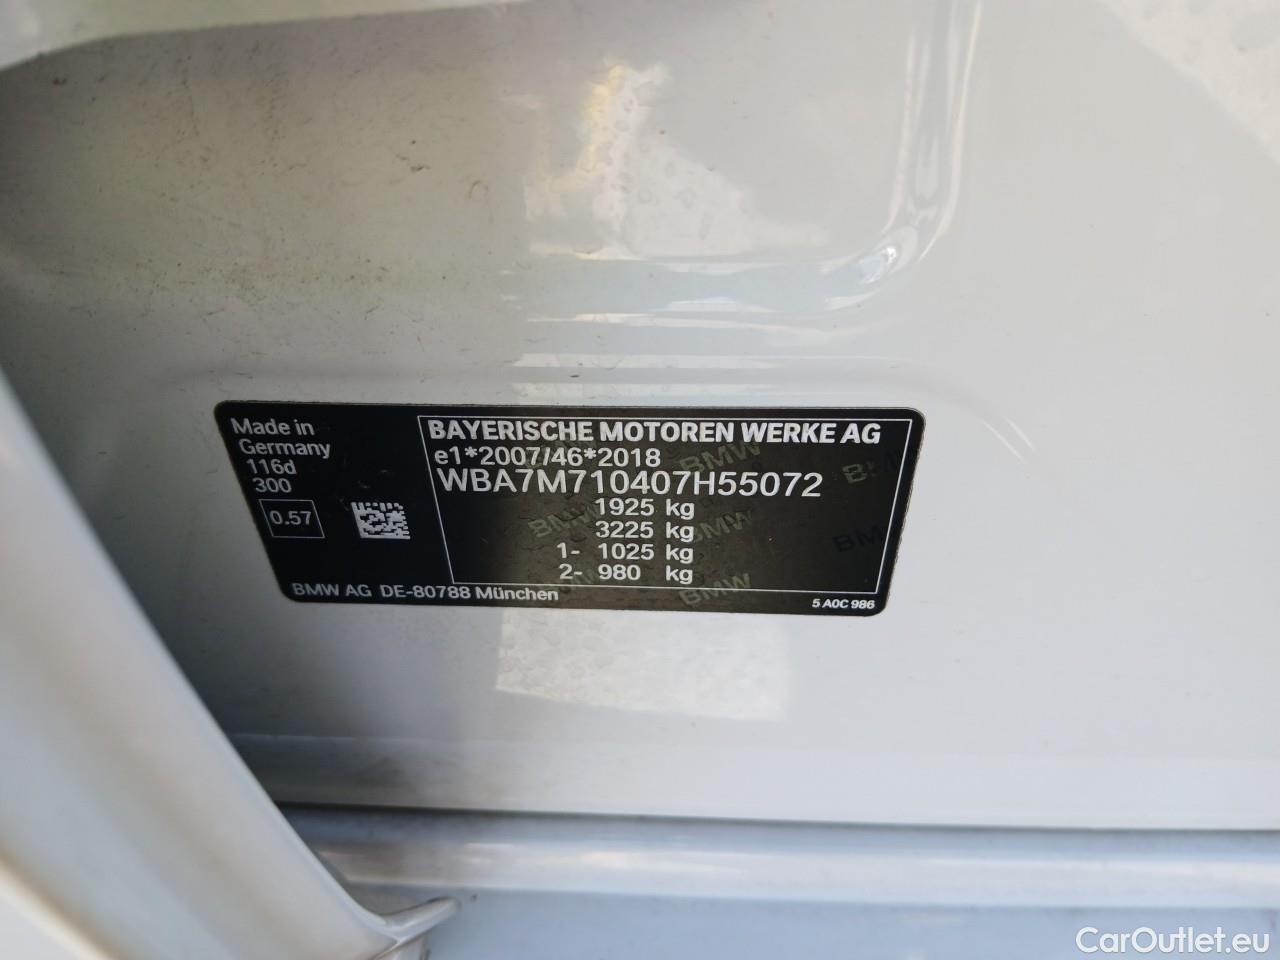 Made in
Germany
116d
300
0.57
BAYERISCHE MOTOREN WERKE AG
e1*2007/46*2018
WBA7M710407H55072
1925 kg
3225 kg
1- 1025 kg
2- 980 kg
BMW AG DE-80788 München
5 A0C 986
CarOutlet.eu